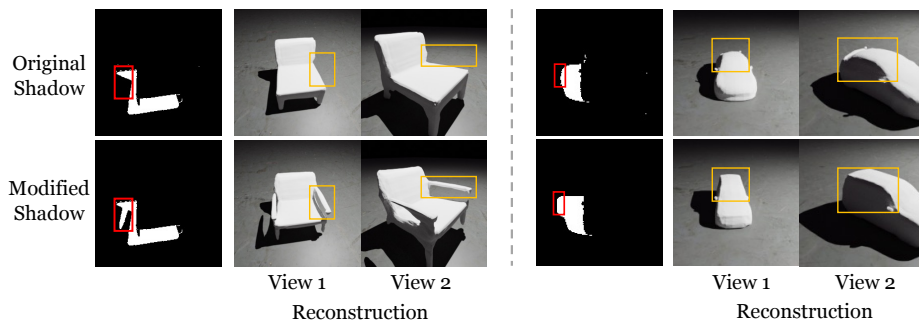 Original
Shadow
Modified
Shadow
View 1
View 2
View 1
View 2
Reconstruction
Reconstruction